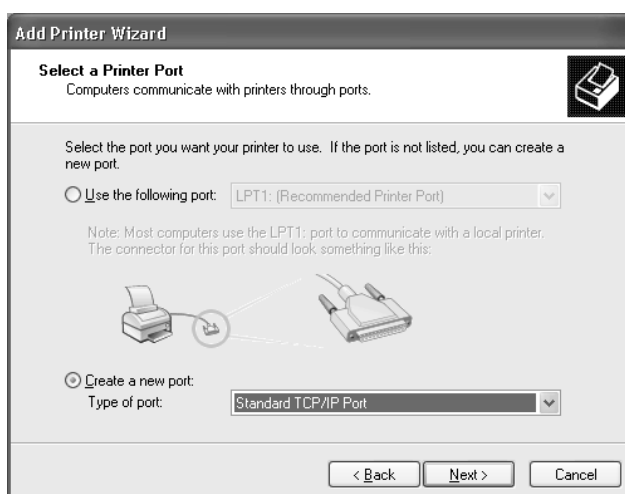 Add Printer Wizard
Select a Printer Port
Computers communicate with printers through ports.
Select the port you want your printer to use. If the port is not listed, you can create a
new port.
Use the following port: LPT1: (Recommended Printer Port)
Note: Most computers use the LPT1: port to communicate with a local printer.
The connector for this port should look something like this:
Create a new port:
Type of port: Standard TCP/IP Port
< Back Next > Cancel